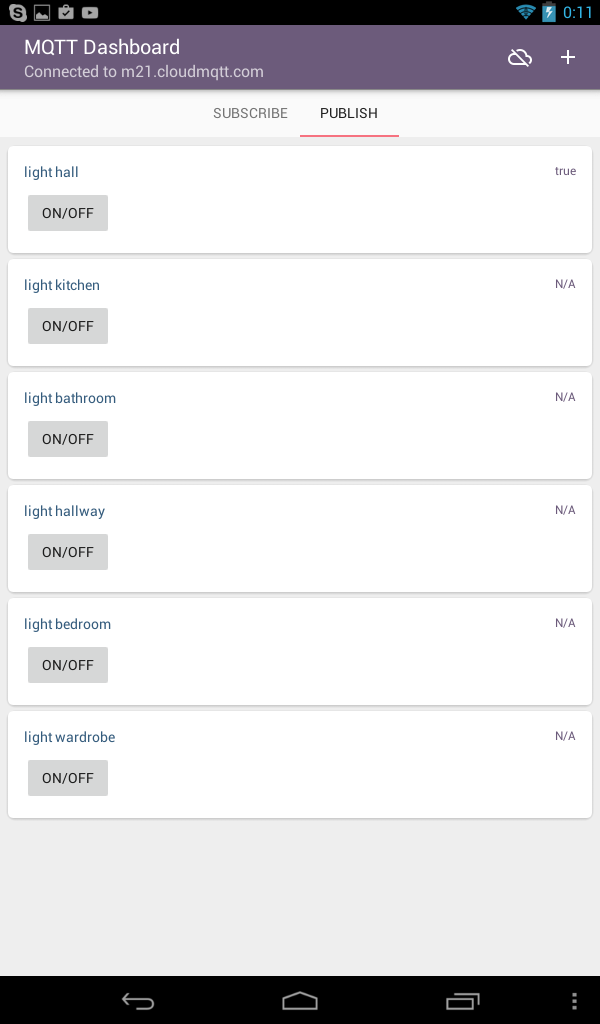 0:11
MQTT Dashboard
Connected to m21.cloudmqtt.com
SUBSCRIBE PUBLISH
light hall true
ON/OFF
light kitchen N/A
ON/OFF
light bathroom N/A
ON/OFF
light hallway N/A
ON/OFF
light bedroom N/A
ON/OFF
light wardrobe N/A
ON/OFF